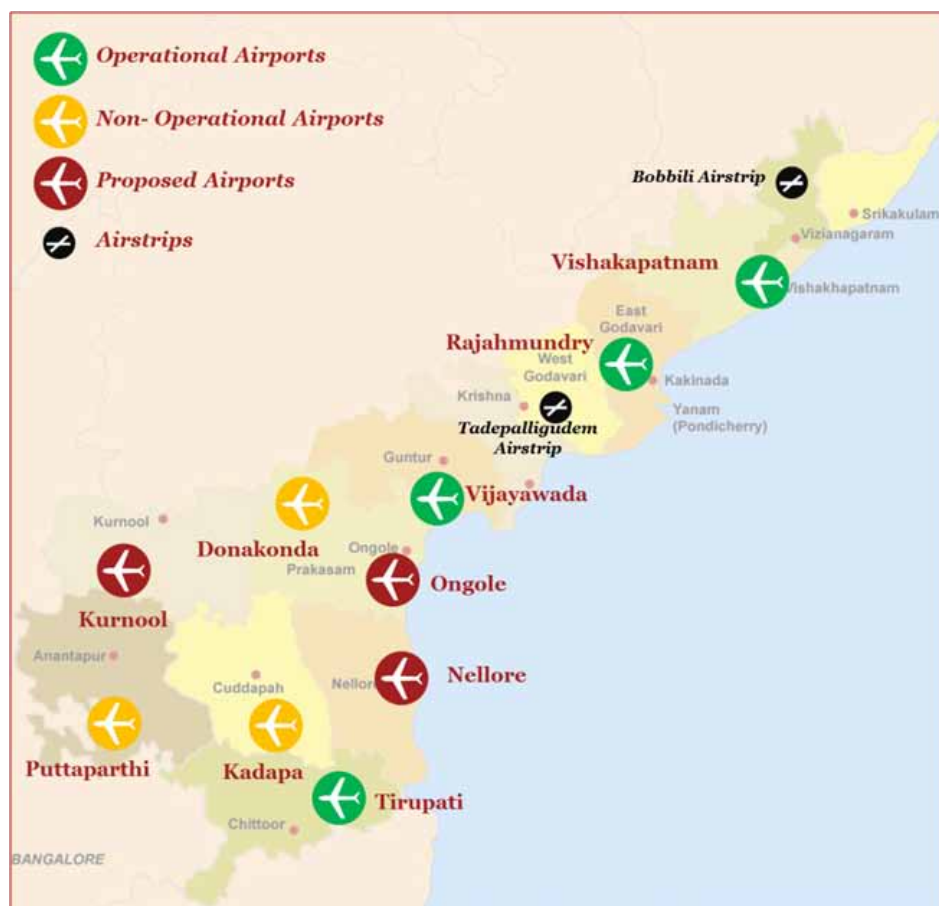 Operational Airports
Non- Operational Airports
Proposed Airports
Airstrips
Bobbili Airstrip
Srikakulam
Vizianagaram
Vishakapatnam
Vishakhapatnam
East
Godavari
Rajahmundry
West
Godavari
Kakinada
Krishna
Yanam
(Pondicherry)
Tadepalligudem
Airstrip
Guntur
Vijayawada
Kurnool
Donakonda
Ongole
Prakasam
Ongole
Kurnool
Anantapur
Cuddapah
Nellore
Nellore
Puttaparthi
Kadapa
Tirupati
Chittoor
BANGALORE